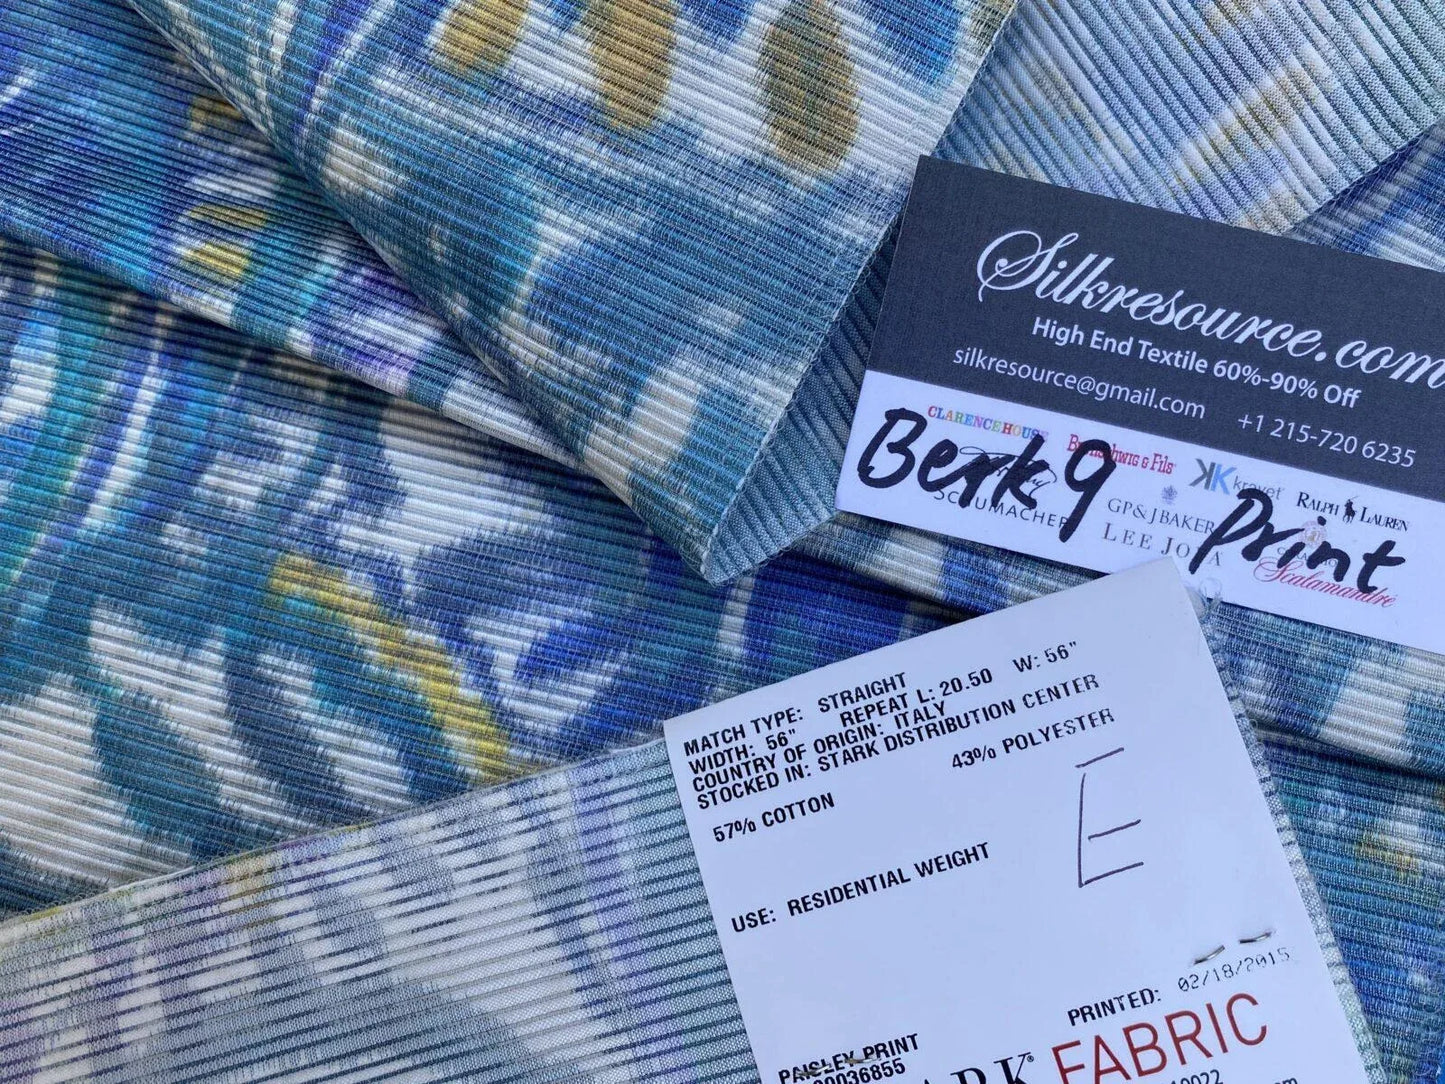 Silkresource.com
High End Textile 60%-90% Off
silkresource@gmail.com
+1 215-720 6235
CLARENCE HOUSE
Brunschwig & Fils
kravet
RALPH LAUREN
SCHUMACHER
GP & J BAKER
LEE JOFA
Scalamandré
Berk9 Print
MATCH TYPE: STRAIGHT
WIDTH: 56" REPEAT L: 20.50 W: 56"
COUNTRY OF ORIGIN: ITALY
STOCKED IN: STARK DISTRIBUTION CENTER
57% COTTON 43% POLYESTER
E
USE: RESIDENTIAL WEIGHT
PRINTED: 02/18/2015
PAISLEY PRINT
00036855
ARK® FABRIC
10022